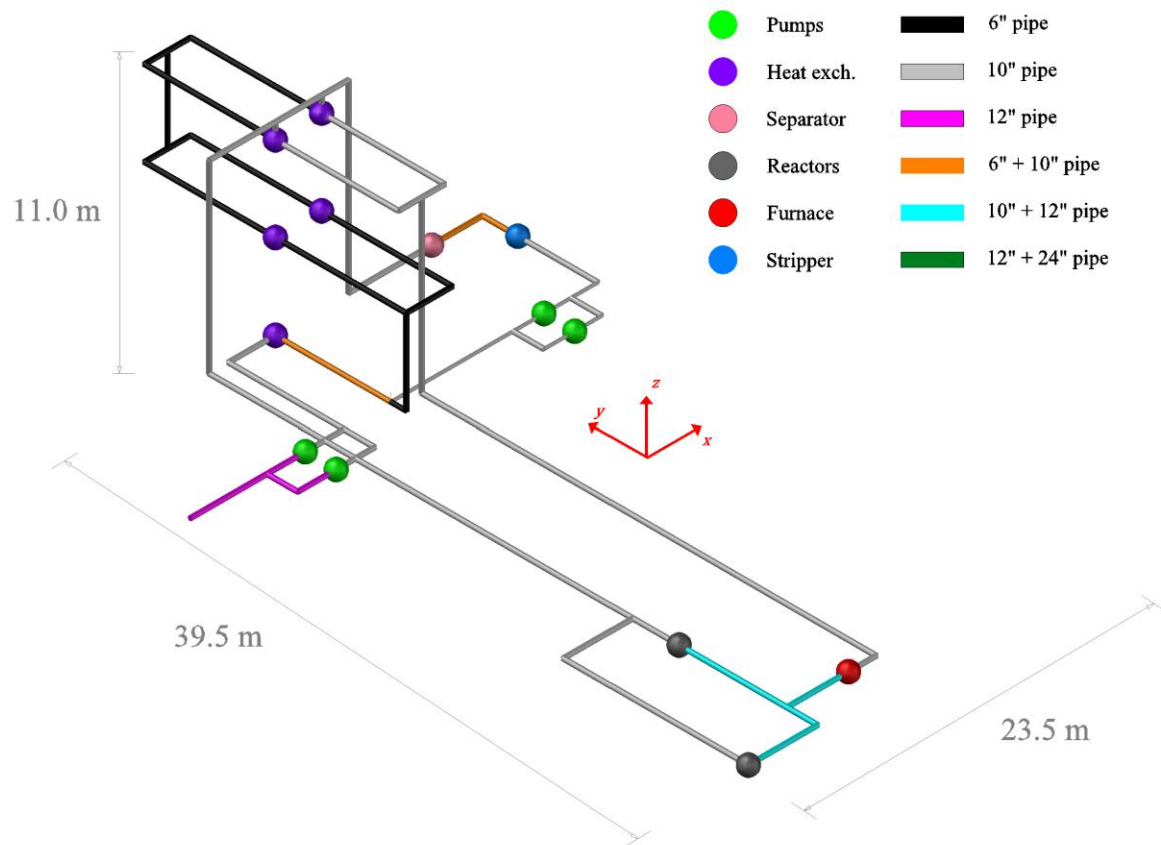 Pumps
6" pipe
Heat exch.
10" pipe
Separator
12" pipe
Reactors
6" + 10" pipe
Furnace
10" + 12" pipe
Stripper
12" + 24" pipe
11.0 m
z
y
x
39.5 m
23.5 m